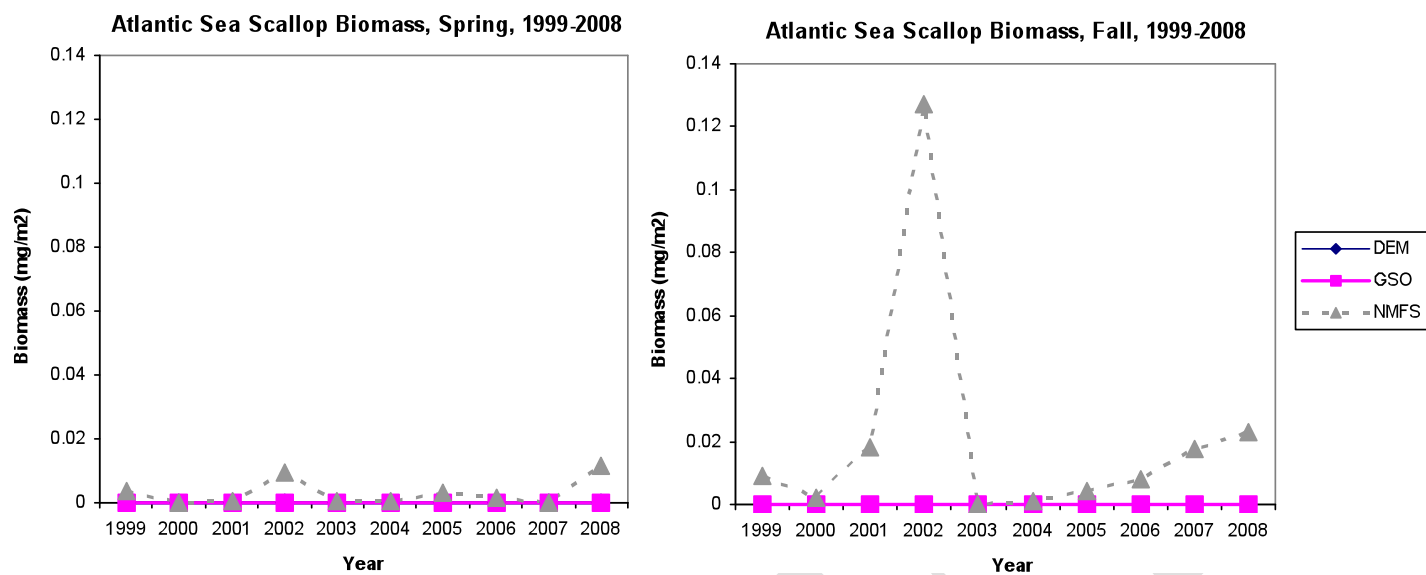 Atlantic Sea Scallop Biomass, Spring, 1999-2008
0.14
0.12
0.1
0.08
0.06
0.04
0.02
0
Biomass (mg/m2)
1999 2000 2001 2002 2003 2004 2005 2006 2007 2008
Year
Atlantic Sea Scallop Biomass, Fall, 1999-2008
0.14
0.12
0.1
0.08
0.06
0.04
0.02
0
Biomass (mg/m2)
1999 2000 2001 2002 2003 2004 2005 2006 2007 2008
Year
DEM
GSO
NMFS